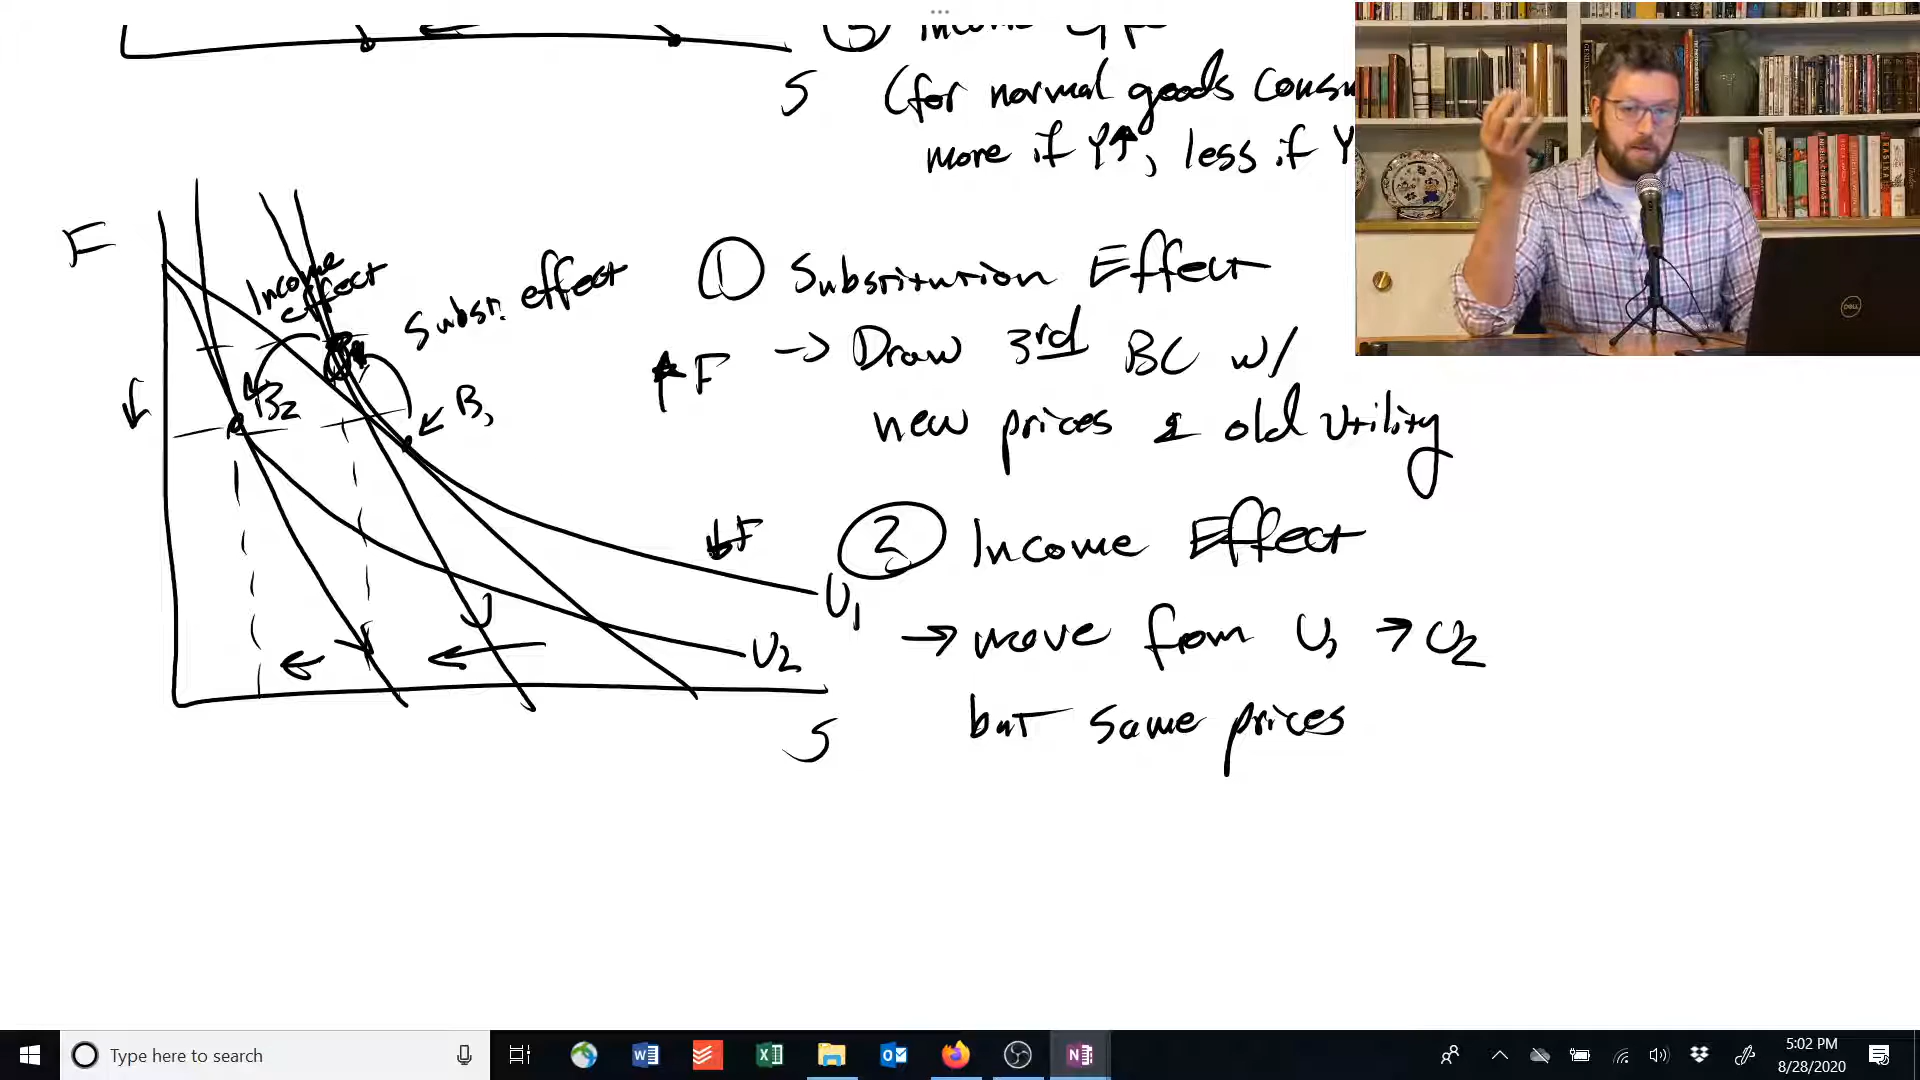 S
(for normal goods
more if Y↑, less if Y
F
Income
effect
Subst. effect
B2
B1
↑F
↓F
U1
U2
S
① Substitution Effect
→ Draw 3rd BC w/
new prices & old utility
② Income Effect
→ move from U1 → U2
but same prices
DELL
Type here to search
5:02 PM
8/28/2020